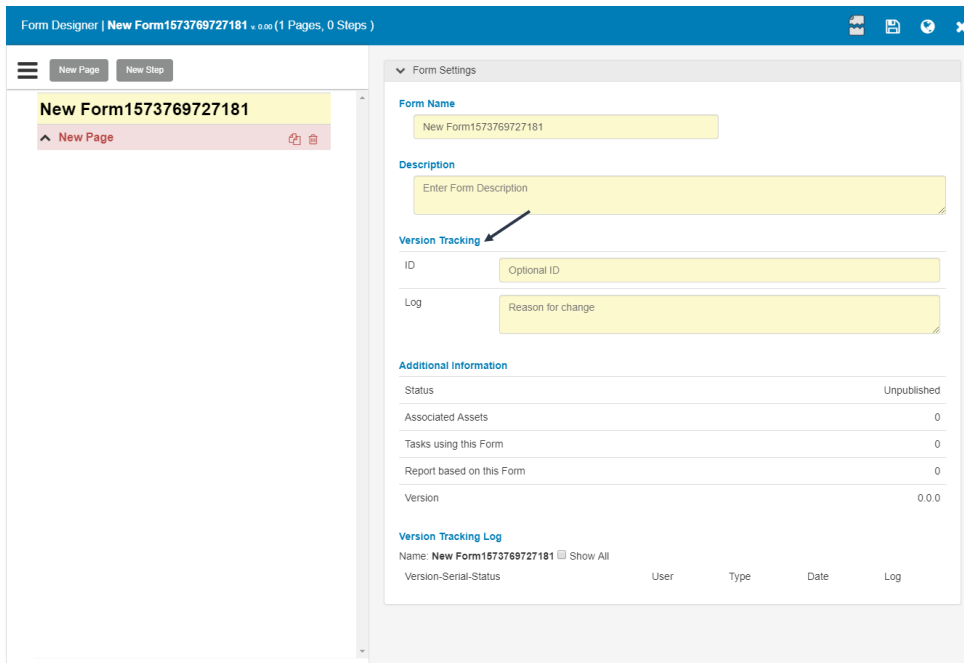 Form Designer | New Form1573769727181 v. 0.00 (1 Pages, 0 Steps )
New Page New Step
New Form1573769727181
New Page
Form Settings
Form Name
New Form1573769727181
Description
Enter Form Description
Version Tracking
ID Optional ID
Log Reason for change
Additional Information
Status Unpublished
Associated Assets 0
Tasks using this Form 0
Report based on this Form 0
Version 0.0.0
Version Tracking Log
Name: New Form1573769727181 Show All
Version-Serial-Status User Type Date Log